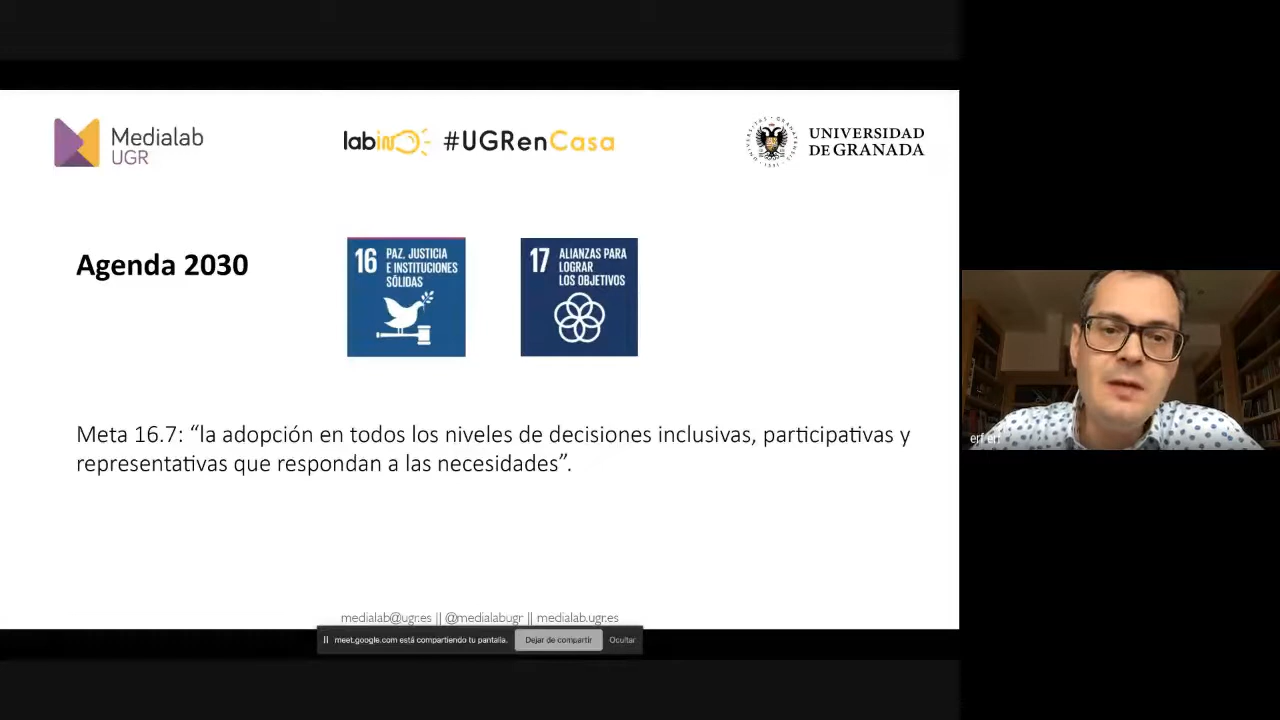 Medialab
UGR
labin #UGRenCasa
UNIVERSIDAD
DE GRANADA
Agenda 2030
16 PAZ, JUSTICIA
E INSTITUCIONES
SÓLIDAS
17 ALIANZAS PARA
LOGRAR
LOS OBJETIVOS
Meta 16.7: “la adopción en todos los niveles de decisiones inclusivas, participativas y
representativas que respondan a las necesidades”.
medialab@ugr.es || @medialabugr || medialab.ugr.es
meet.google.com está compartiendo tu pantalla. Dejar de compartir Ocultar
erf erf